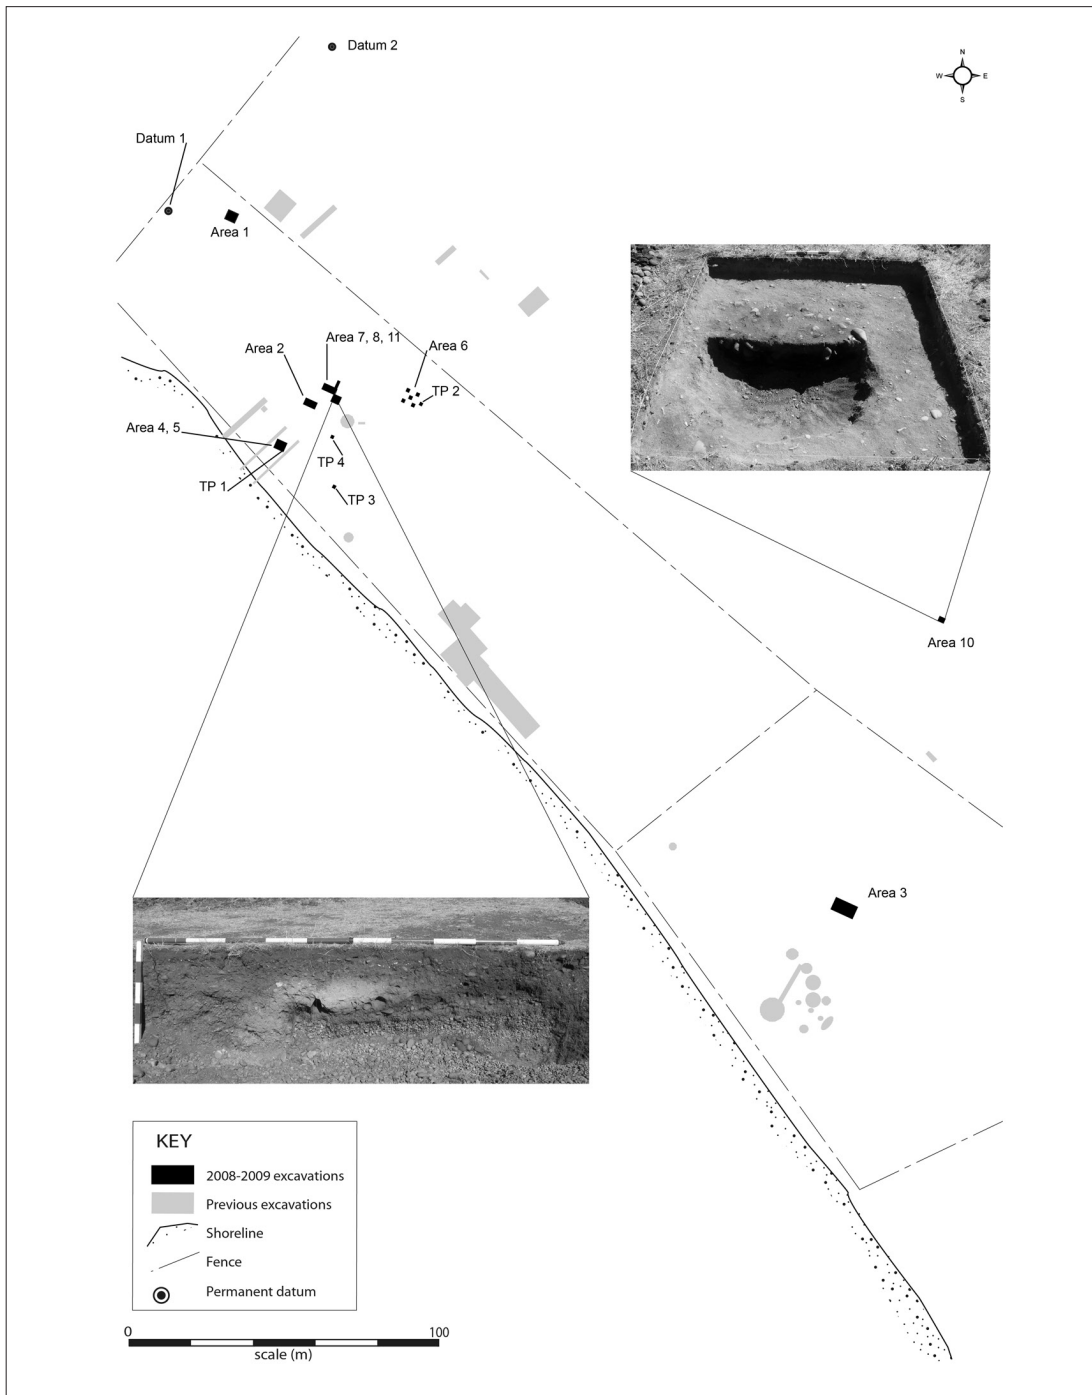 Datum 2
N
W E
S
Datum 1
Area 1
Area 7, 8, 11
Area 2
Area 6
TP 2
Area 4, 5
TP 4
TP 1
TP 3
Area 10
Area 3
KEY
2008-2009 excavations
Previous excavations
Shoreline
Fence
Permanent datum
0 100
scale (m)